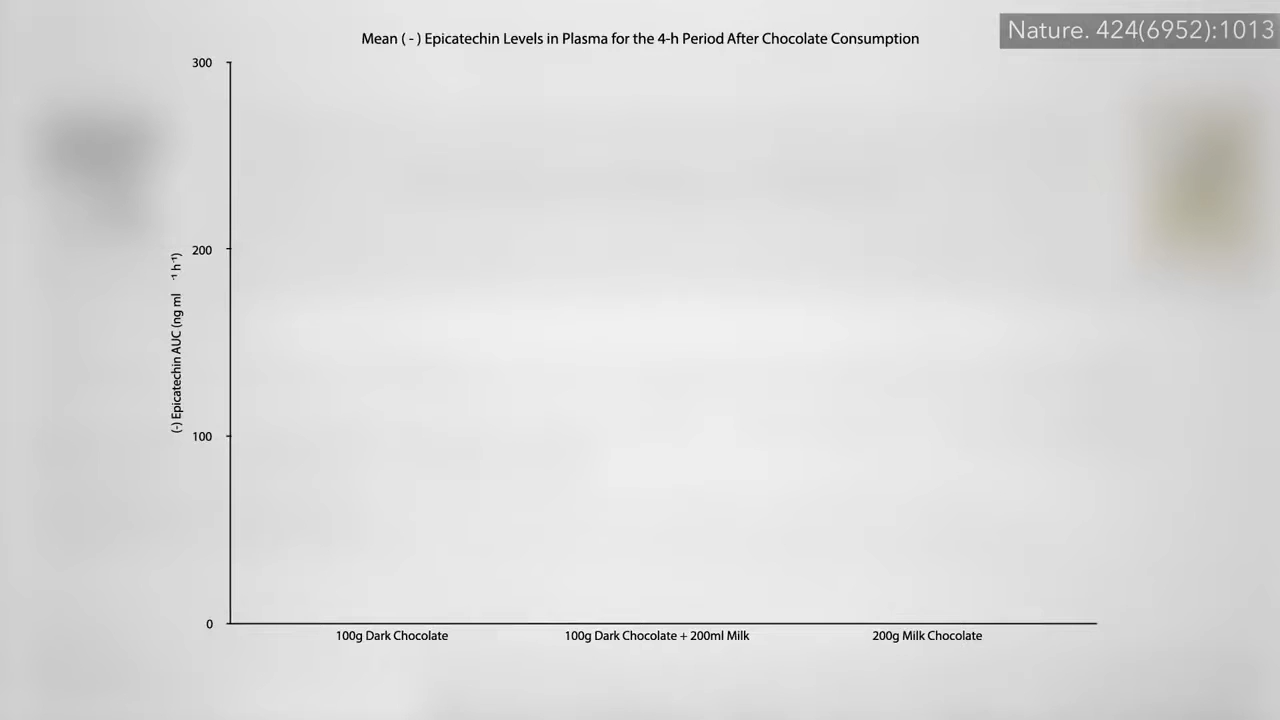 Nature. 424(6952):1013
Mean ( - ) Epicatechin Levels in Plasma for the 4-h Period After Chocolate Consumption
300
200
100
0
(-) Epicatechin AUC (ng ml ⁻¹ h⁻¹)
100g Dark Chocolate
100g Dark Chocolate + 200ml Milk
200g Milk Chocolate